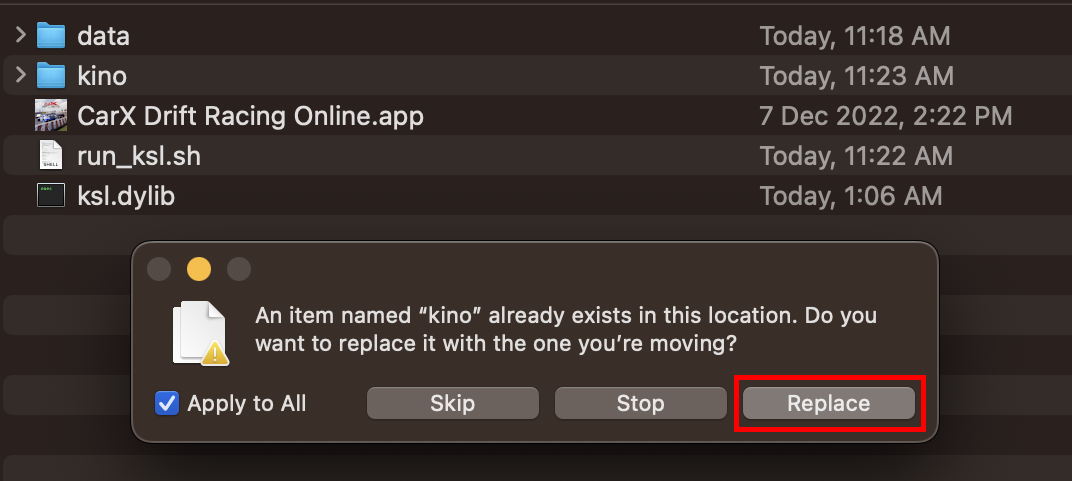 data Today, 11:18 AM
kino Today, 11:23 AM
CarX Drift Racing Online.app 7 Dec 2022, 2:22 PM
run_ksl.sh Today, 11:22 AM
ksl.dylib Today, 1:06 AM
An item named “kino” already exists in this location. Do you
want to replace it with the one you’re moving?
Apply to All Skip Stop Replace